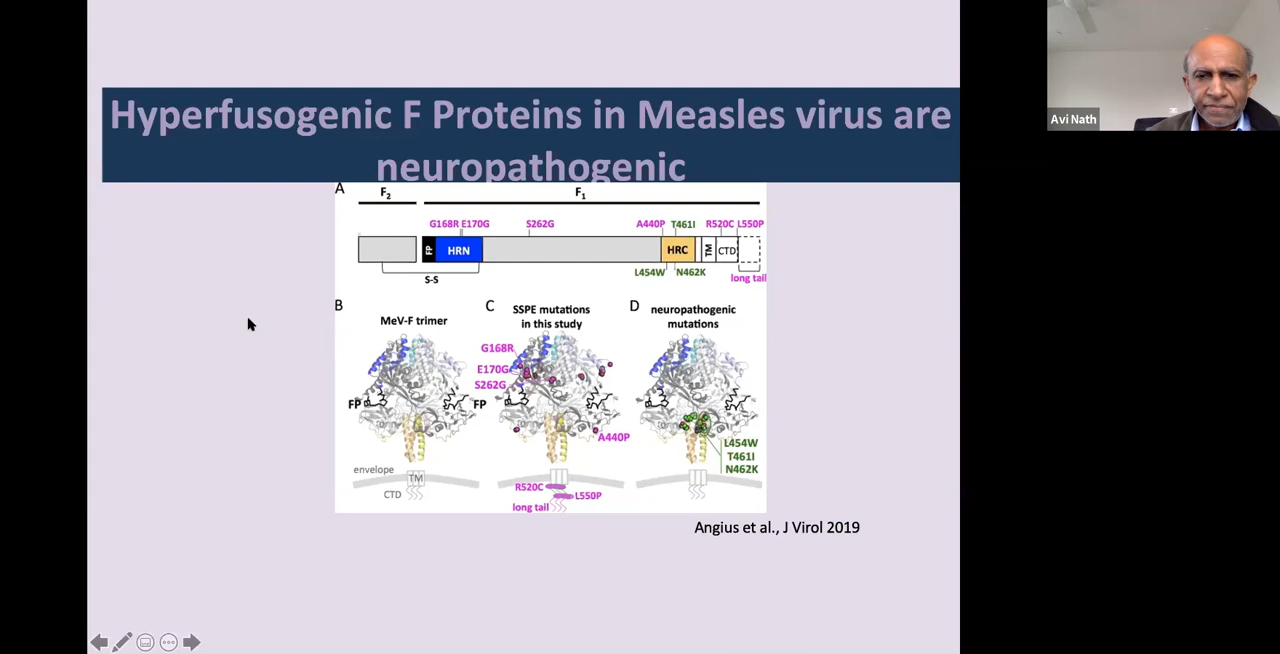 Hyperfusogenic F Proteins in Measles virus are
neuropathogenic
Avi Nath
A
F2
F1
G168R E170G
S262G
A440P
T461I
R520C
L550P
FP
HRN
HRC
TM
CTD
S-S
L454W
N462K
long tail
B
MeV-F trimer
FP
envelope
TM
CTD
C
SSPE mutations
in this study
G168R
E170G
S262G
FP
A440P
R520C
L550P
long tail
D
neuropathogenic
mutations
L454W
T461I
N462K
Angius et al., J Virol 2019